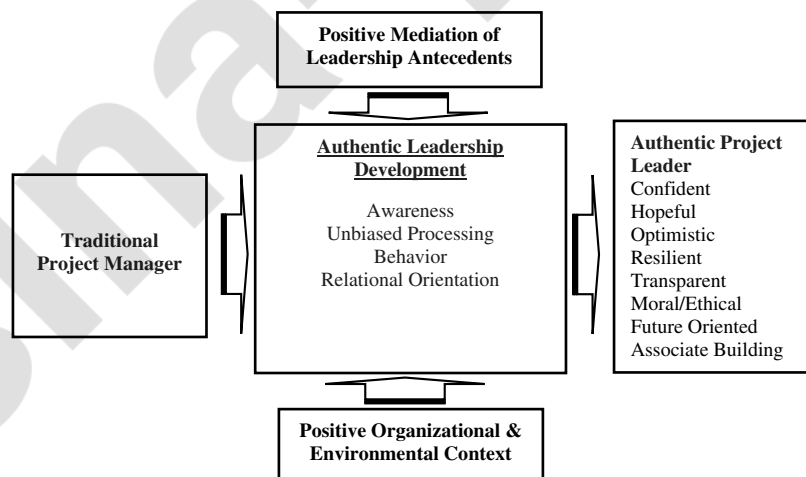 Positive Mediation of
Leadership Antecedents
Traditional
Project Manager
Authentic Leadership
Development
Awareness
Unbiased Processing
Behavior
Relational Orientation
Authentic Project
Leader
Confident
Hopeful
Optimistic
Resilient
Transparent
Moral/Ethical
Future Oriented
Associate Building
Positive Organizational &
Environmental Context